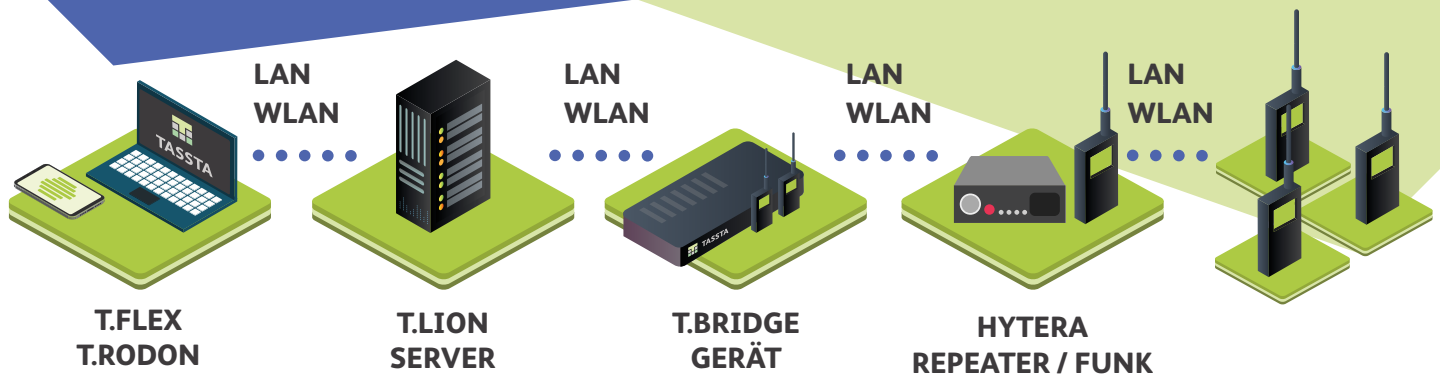 LAN
WLAN
LAN
WLAN
LAN
WLAN
LAN
WLAN
TASSTA
TASSTA
T.FLEX
T.RODON
T.LION
SERVER
T.BRIDGE
GERÄT
HYTERA
REPEATER / FUNK